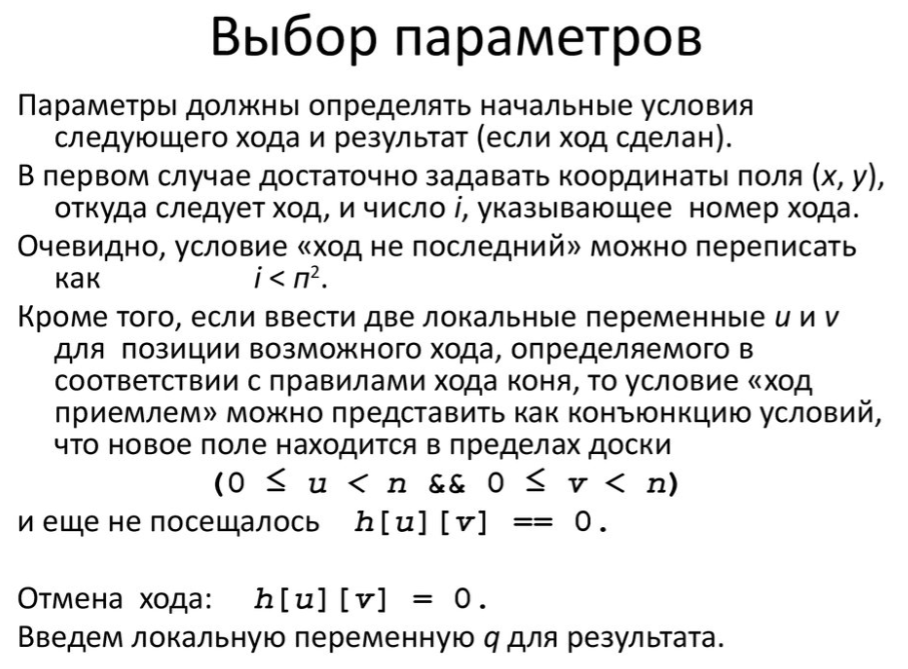 Выбор параметров
Параметры должны определять начальные условия
следующего хода и результат (если ход сделан).
В первом случае достаточно задавать координаты поля (x, y),
откуда следует ход, и число i, указывающее номер хода.
Очевидно, условие «ход не последний» можно переписать
как i < п².
Кроме того, если ввести две локальные переменные u и v
для позиции возможного хода, определяемого в
соответствии с правилами хода коня, то условие «ход
приемлем» можно представить как конъюнкцию условий,
что новое поле находится в пределах доски
(0 ≤ u < n && 0 ≤ v < n)
и еще не посещалось h[u][v] == 0.
Отмена хода: h[u][v] = 0.
Введем локальную переменную q для результата.